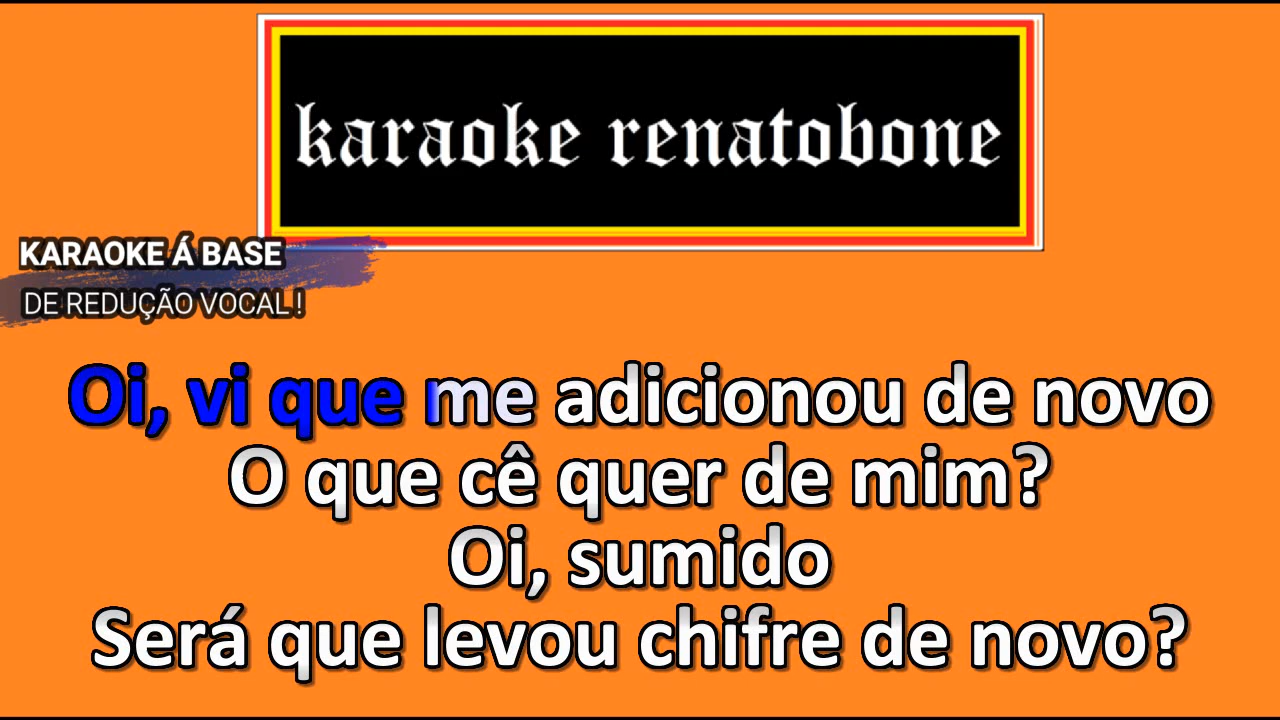 karaoke renatobone
KARAOKE Á BASE
DE REDUÇÃO VOCAL!
Oi, vi que me adicionou de novo
O que cê quer de mim?
Oi, sumido
Será que levou chifre de novo?